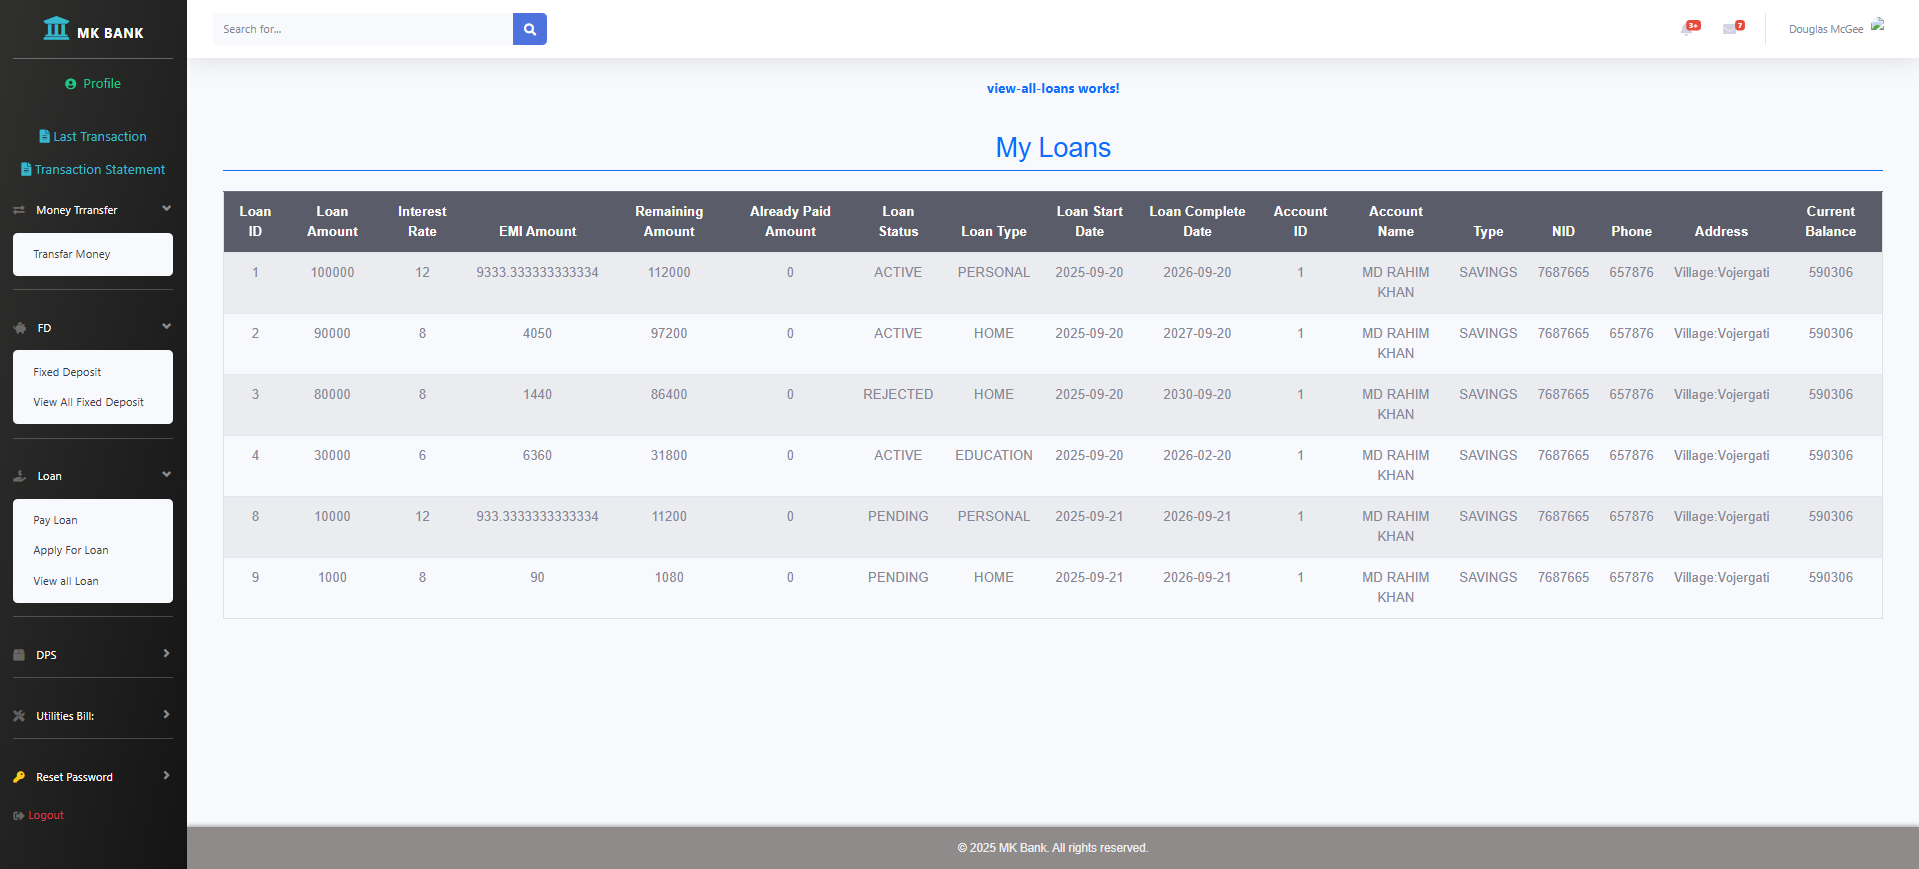 MK BANK
Profile
Last Transaction
Transaction Statement
Money Trransfer
Transfar Money
FD
Fixed Deposit
View All Fixed Deposit
Loan
Pay Loan
Apply For Loan
View all Loan
DPS
Utilities Bill:
Reset Password
Logout
Search for...
3+
7
Douglas McGee
view-all-loans works!
My Loans
Loan ID Loan Amount Interest Rate EMI Amount Remaining Amount Already Paid Amount Loan Status Loan Type Loan Start Date Loan Complete Date Account ID Account Name Type NID Phone Address Current Balance
1 100000 12 9333.333333333334 112000 0 ACTIVE PERSONAL 2025-09-20 2026-09-20 1 MD RAHIM KHAN SAVINGS 7687665 657876 Village:Vojergati 590306
2 90000 8 4050 97200 0 ACTIVE HOME 2025-09-20 2027-09-20 1 MD RAHIM KHAN SAVINGS 7687665 657876 Village:Vojergati 590306
3 80000 8 1440 86400 0 REJECTED HOME 2025-09-20 2030-09-20 1 MD RAHIM KHAN SAVINGS 7687665 657876 Village:Vojergati 590306
4 30000 6 6360 31800 0 ACTIVE EDUCATION 2025-09-20 2026-02-20 1 MD RAHIM KHAN SAVINGS 7687665 657876 Village:Vojergati 590306
8 10000 12 933.3333333333334 11200 0 PENDING PERSONAL 2025-09-21 2026-09-21 1 MD RAHIM KHAN SAVINGS 7687665 657876 Village:Vojergati 590306
9 1000 8 90 1080 0 PENDING HOME 2025-09-21 2026-09-21 1 MD RAHIM KHAN SAVINGS 7687665 657876 Village:Vojergati 590306
© 2025 MK Bank. All rights reserved.